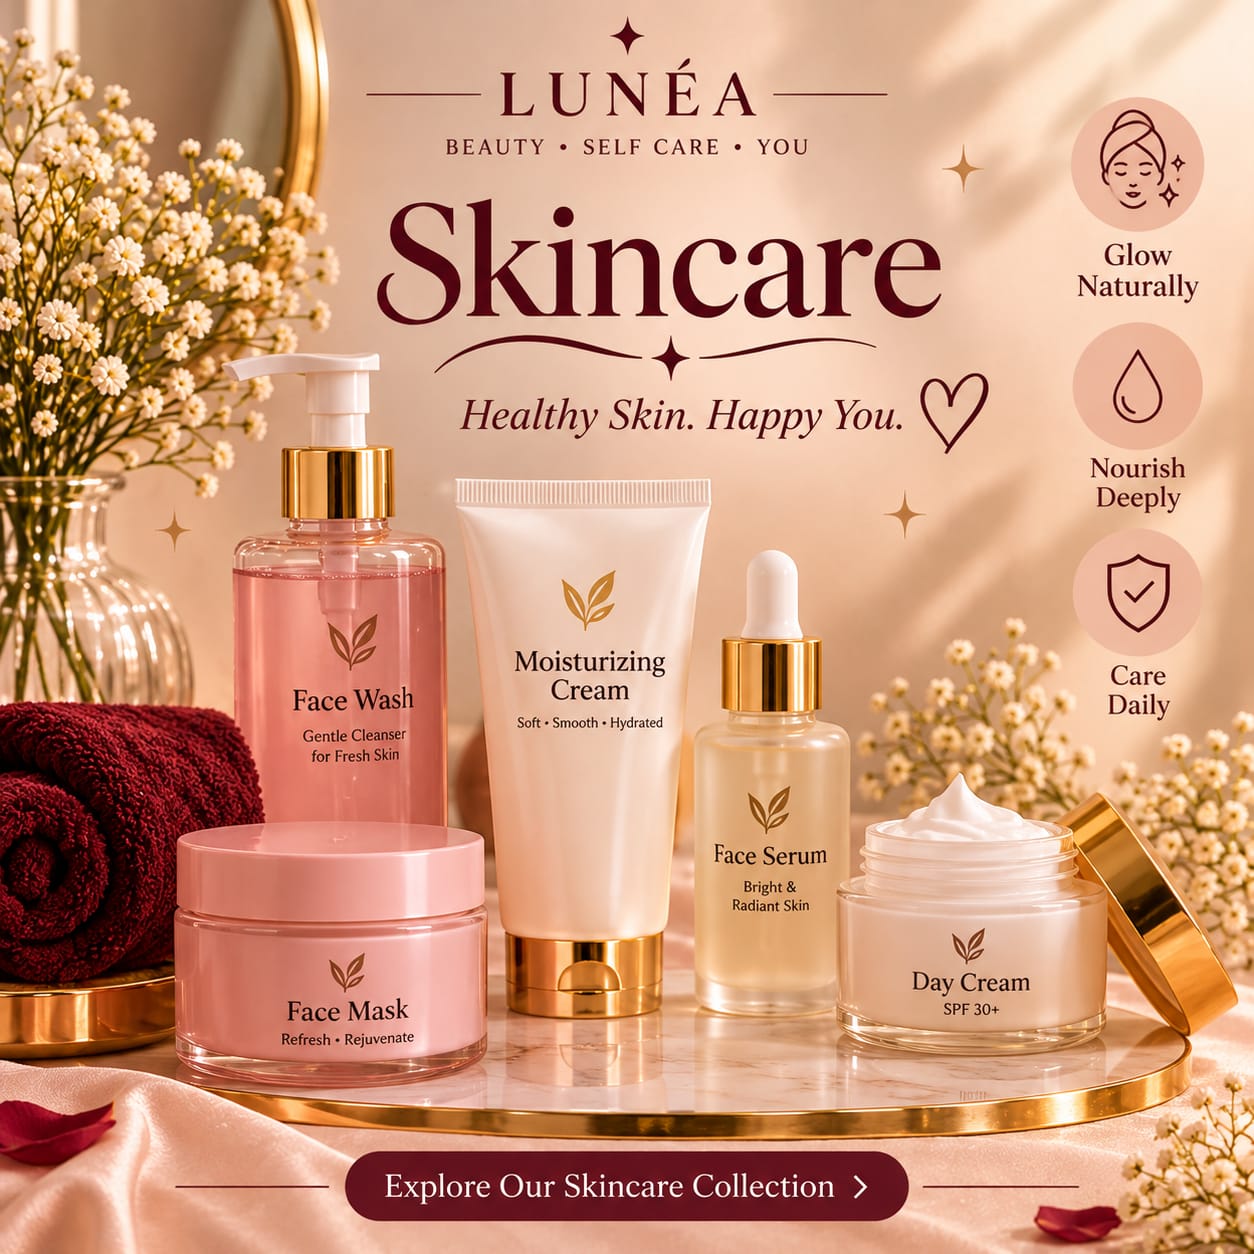 LUNÉA
BEAUTY • SELF CARE • YOU
Skincare
Healthy Skin. Happy You.
Glow
Naturally
Nourish
Deeply
Care
Daily
Face Wash
Gentle Cleanser
for Fresh Skin
Moisturizing
Cream
Soft • Smooth • Hydrated
Face Serum
Bright &
Radiant Skin
Day Cream
SPF 30+
Face Mask
Refresh • Rejuvenate
Explore Our Skincare Collection >